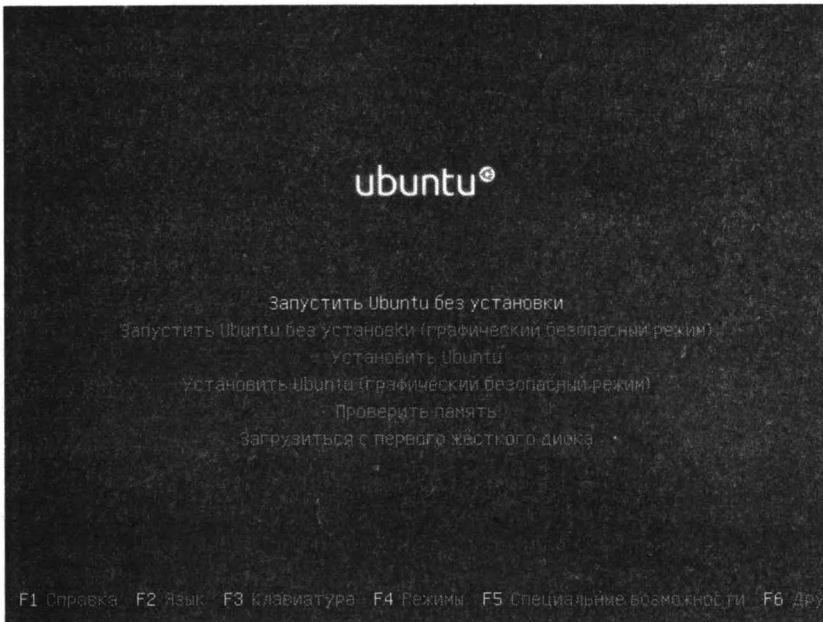 ubuntu
Запустить Ubuntu без установки
Запустить Ubuntu без установки (графический безопасный режим)
Установить Ubuntu
Установить Ubuntu (графический безопасный режим)
Проверить память
Загрузиться с первого жёсткого диска
F1 Справка F2 Язык F3 Клавиатура F4 Режимы F5 Специальные возможности F6 Дру